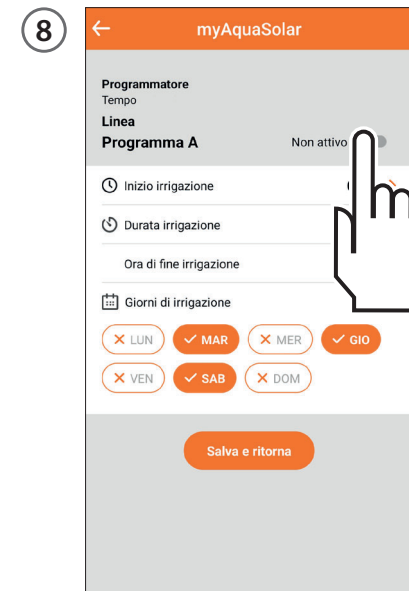 8
myAquaSolar
Programmatore
Tempo
Linea
Programma A Non attivo
Inizio irrigazione
Durata irrigazione
Ora di fine irrigazione
Giorni di irrigazione
LUN MAR MER GIO
VEN SAB DOM
Salva e ritorna